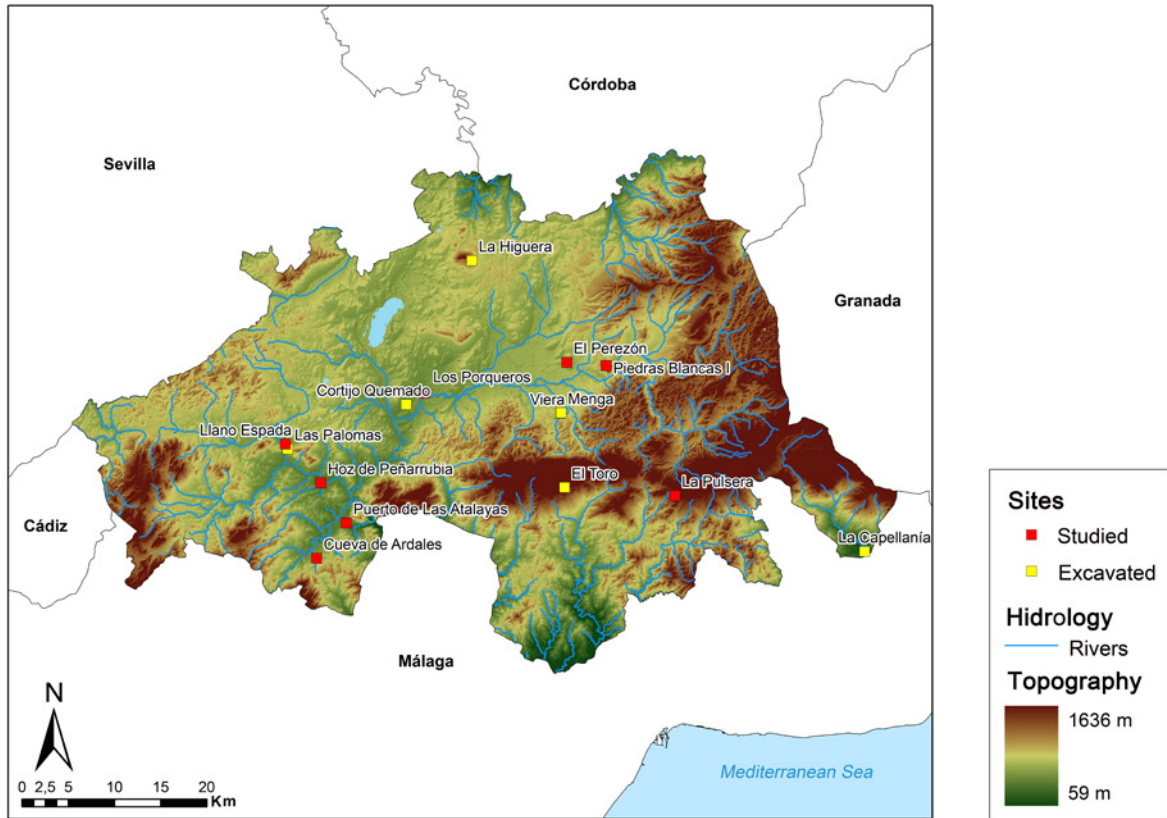 Córdoba
Sevilla
La Higuera
Granada
El Perezón
Piedras Blancas I
Los Porqueros
Cortijo Quemado
Viera Menga
Llano Espada
Las Palomas
Hoz de Peñarrubia
El Toro
La Pulsera
Puerto de Las Atalayas
Cádiz
La Capellanía
Cueva de Ardales
Málaga
N
Mediterranean Sea
0 2,5 5 10 15 20
Km
Sites
Studied
Excavated
Hidrology
Rivers
Topography
1636 m
59 m